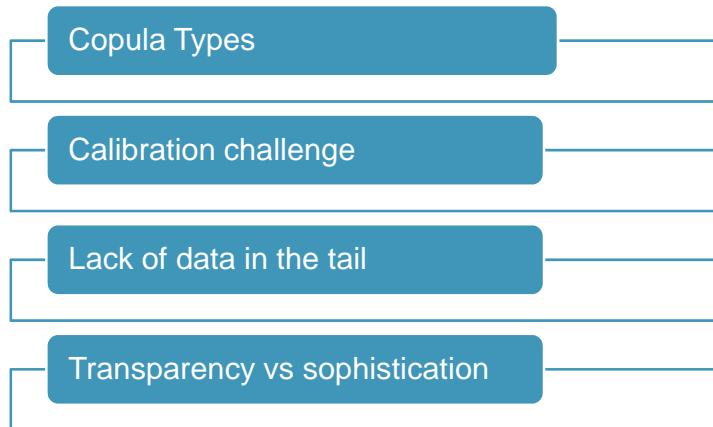 Copula Types
Calibration challenge
Lack of data in the tail
Transparency vs sophistication